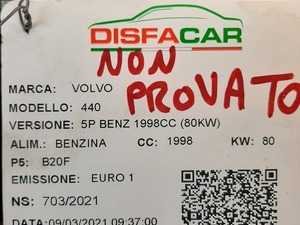 DISFACAR
NON
PROVATO
MARCA: VOLVO
MODELLO: 440
VERSIONE: 5P BENZ 1998CC (80KW)
ALIM.: BENZINA CC: 1998 KW: 80
P5: B20F
EMISSIONE: EURO 1
NS: 703/2021
DATA:09/03/2021 09:37:00